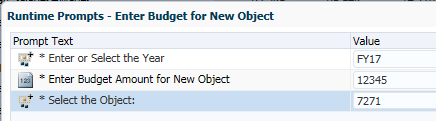 Runtime Prompts - Enter Budget for New Object
Prompt Text Value
* Enter or Select the Year FY17
* Enter Budget Amount for New Object 12345
* Select the Object: 7271